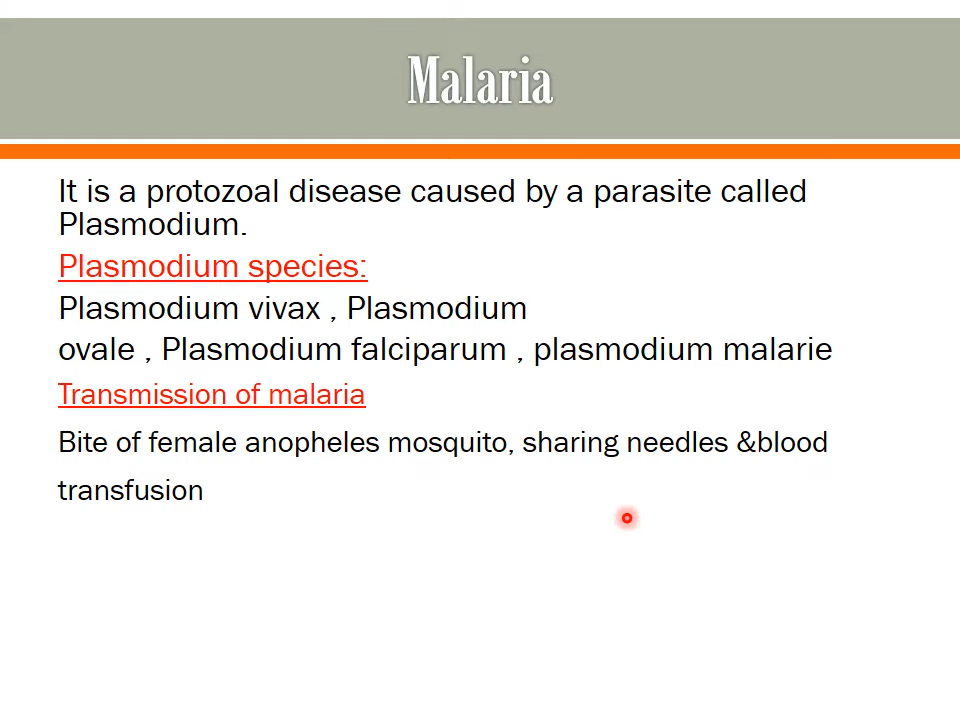 Malaria
It is a protozoal disease caused by a parasite called
Plasmodium.
Plasmodium species:
Plasmodium vivax , Plasmodium
ovale , Plasmodium falciparum , plasmodium malarie
Transmission of malaria
Bite of female anopheles mosquito, sharing needles &blood
transfusion